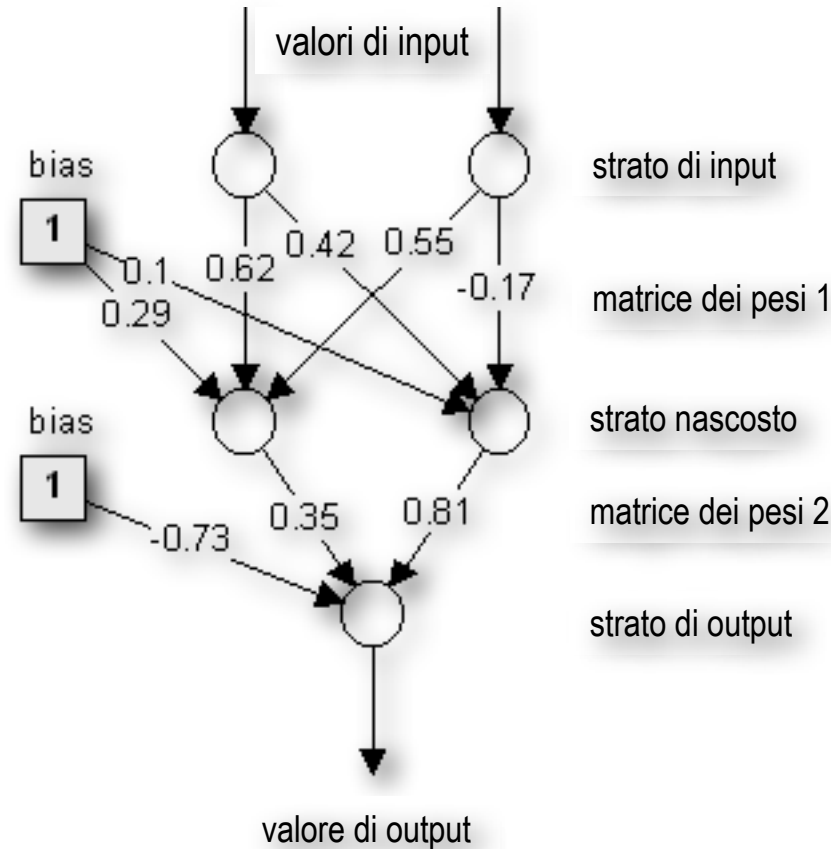 valori di input
bias
strato di input
1
0.42
0.55
0.1
0.62
-0.17
0.29
matrice dei pesi 1
bias
strato nascosto
1
0.35
0.81
matrice dei pesi 2
-0.73
strato di output
valore di output